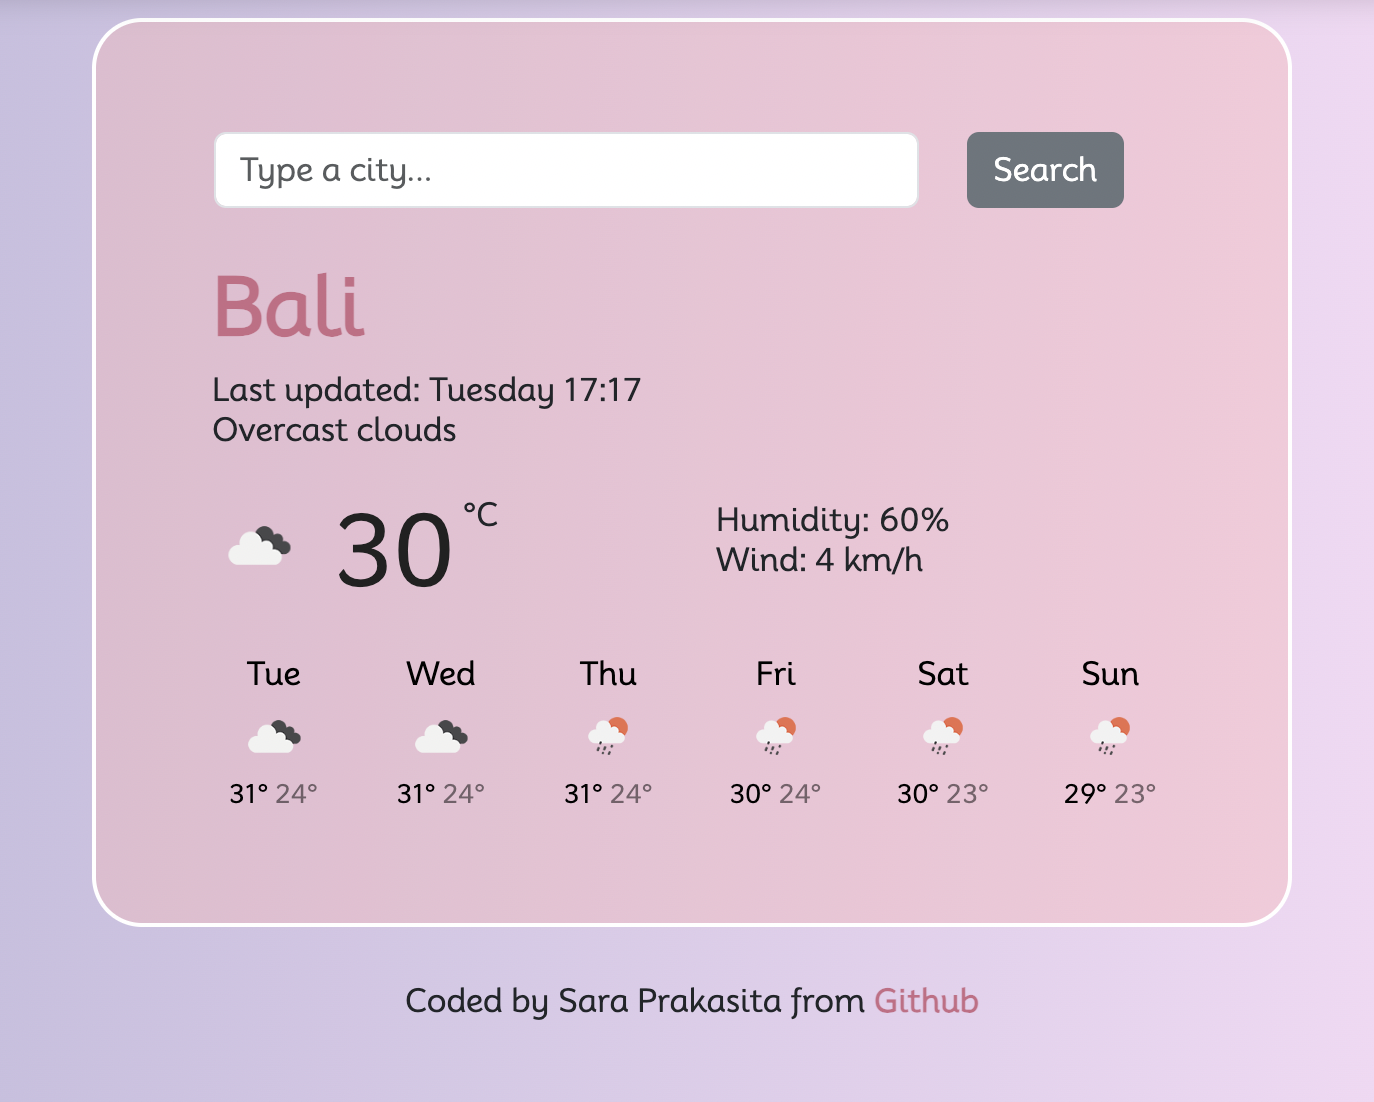 Type a city... Search
Bali
Last updated: Tuesday 17:17
Overcast clouds
30 °C
Humidity: 60%
Wind: 4 km/h
Tue Wed Thu Fri Sat Sun
31° 24° 31° 24° 31° 24° 30° 24° 30° 23° 29° 23°
Coded by Sara Prakasita from Github